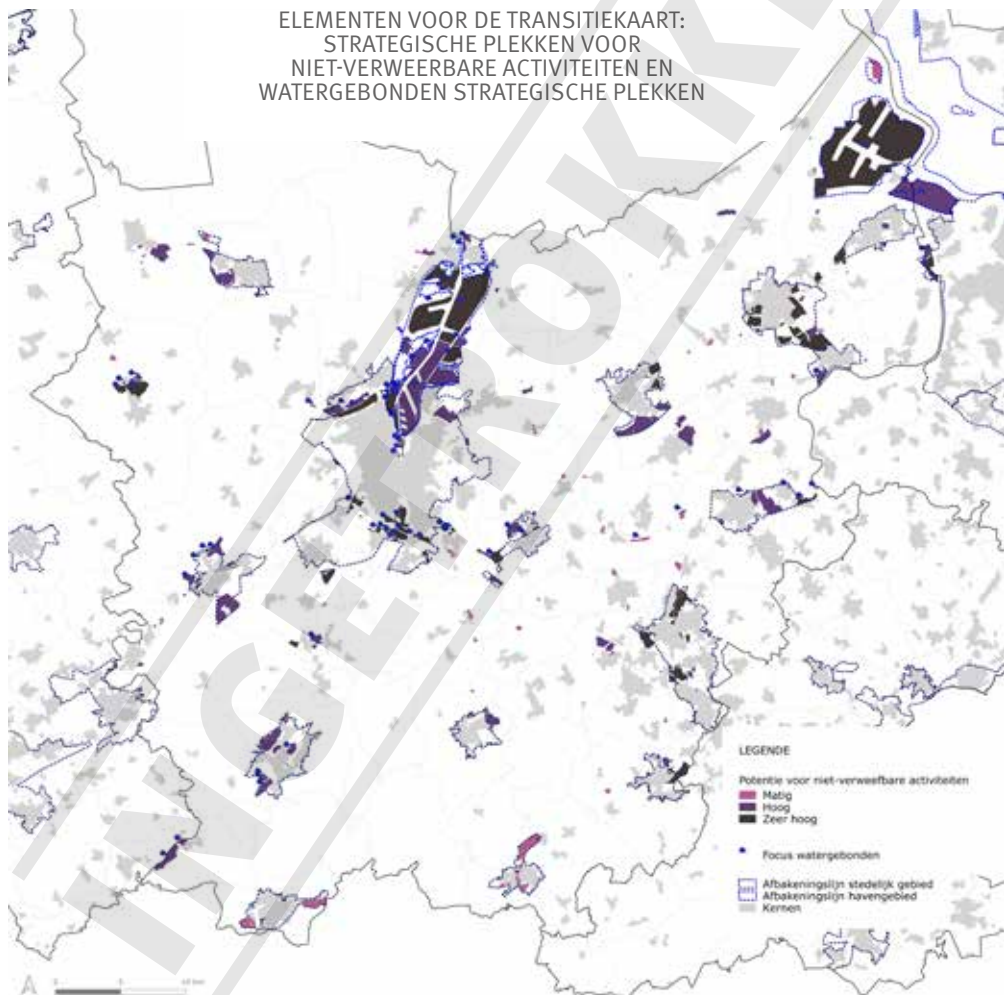 ELEMENTEN VOOR DE TRANSITIEKAART:
STRATEGISCHE PLEKKEN VOOR
NIET-VERWEERBARE ACTIVITEITEN EN
WATERGEBONDEN STRATEGISCHE PLEKKEN
INGETROKKE
LEGENDE
Potentie voor niet-verweefbare activiteiten
Matig
Hoog
Zeer hoog
Focus watergebonden
Afbakeningslijn stedelijk gebied
Afbakeningslijn havengebied
Kernen